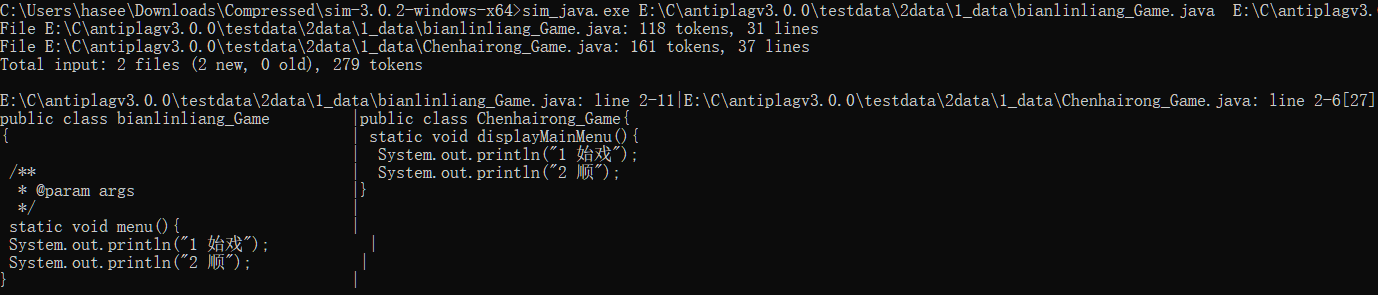 C:\Users\hasee\Downloads\Compressed\sim-3.0.2-windows-x64>sim_java.exe E:\C\antiplagv3.0.0\testdata\2data\1_data\bianlinliang_Game.java  E:\C\antiplagv3.
File E:\C\antiplagv3.0.0\testdata\2data\1_data\bianlinliang_Game.java: 118 tokens, 31 lines
File E:\C\antiplagv3.0.0\testdata\2data\1_data\Chenhairong_Game.java: 161 tokens, 37 lines
Total input: 2 files (2 new, 0 old), 279 tokens
E:\C\antiplagv3.0.0\testdata\2data\1_data\bianlinliang_Game.java: line 2-11|E:\C\antiplagv3.0.0\testdata\2data\1_data\Chenhairong_Game.java: line 2-6[27]
public class bianlinliang_Game          |public class Chenhairong_Game{
{                                       | static void displayMainMenu(){
                                        |  System.out.println("1 始戏");
 /**                                    |  System.out.println("2 顺");
  * @param args                         |}
  */                                    |
 static void menu(){                    |
 System.out.println("1 始戏");            |
 System.out.println("2 顺");            |
}                                       |